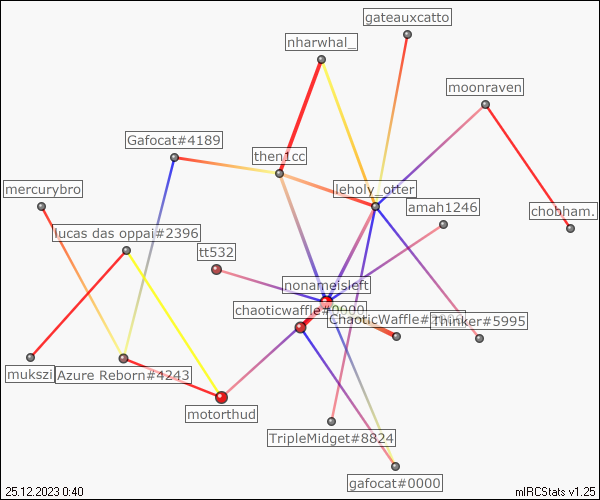 gateauxcatto
nharwhal_
moonraven
Gafocat#4189
then1cc
mercurybro
leholy_otter
amah1246
chobham.
lucas das oppai#2396
tt532
nonameisleft
chaoticwaffle#0000
Thinker#5995
mukszi
Azure Reborn#4243
motorthud
TripleMidget#8824
gafocat#0000
25.12.2023 0:40
mIRCStats v1.25